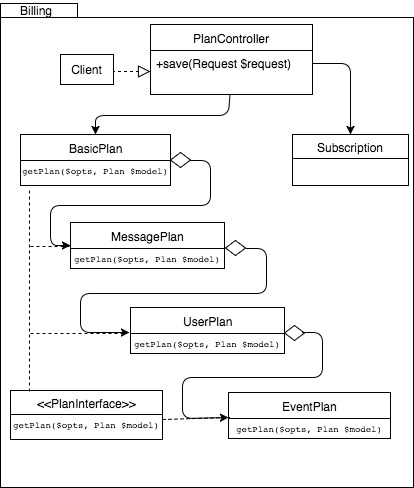 Billing
PlanController
+save(Request $request)
Client
BasicPlan
getPlan($opts, Plan $model)
Subscription
MessagePlan
getPlan($opts, Plan $model)
UserPlan
getPlan($opts, Plan $model)
<<PlanInterface>>
getPlan($opts, Plan $model)
EventPlan
getPlan($opts, Plan $model)